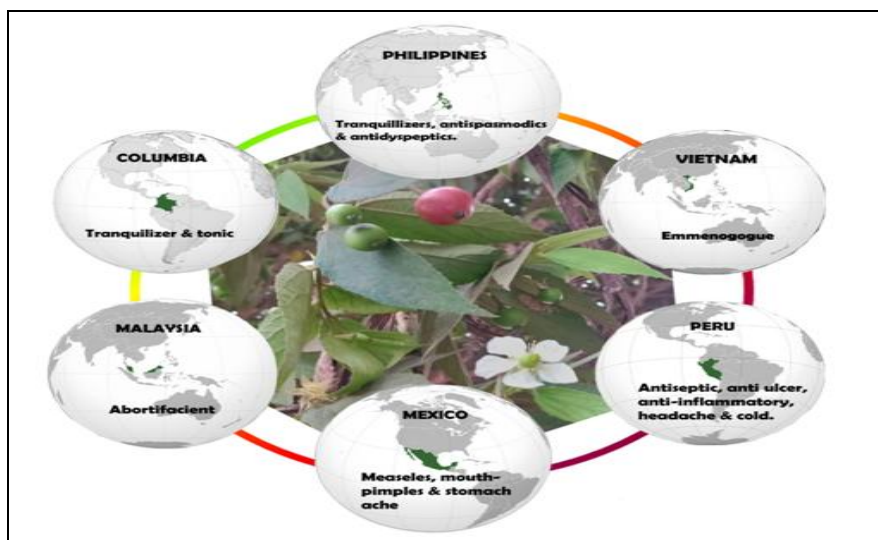 PHILIPPINES
Tranquillizers, antispasmodics
& antidyspeptics.
COLUMBIA
Tranquilizer & tonic
VIETNAM
Emmenogogue
MALAYSIA
Abortifacient
PERU
Antiseptic, anti ulcer,
anti-inflammatory,
headache & cold.
MEXICO
Measeles, mouth-
pimples & stomach
ache